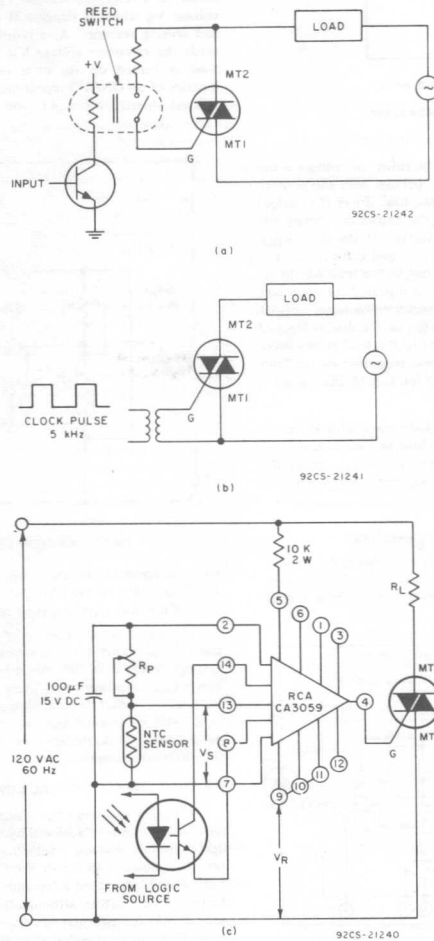 REED
SWITCH
+V
LOAD
MT2
MT1
G
INPUT
92CS-21242
(a)
LOAD
MT2
MT1
G
CLOCK PULSE
5 kHz
92CS-21241
(b)
10 K
2 W
RL
2
5
6
1
3
14
13
8
7
RP
100μF
15 V DC
NTC
SENSOR
VS
RCA
CA3059
4
MT
G
MT
9
10
11
12
120 VAC
60 Hz
VR
FROM LOGIC
SOURCE
(c)
92CS-21240